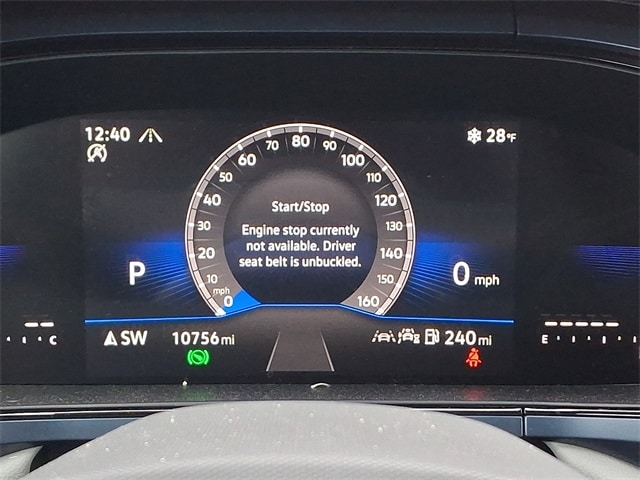 12:40
28°F
60 80 100
70 90
50 110
40 120
30 130
20 140
10 150
mph
0 160
Start/Stop
Engine stop currently
not available. Driver
seat belt is unbuckled.
P
0 mph
C
SW
10756 mi
240 mi
E